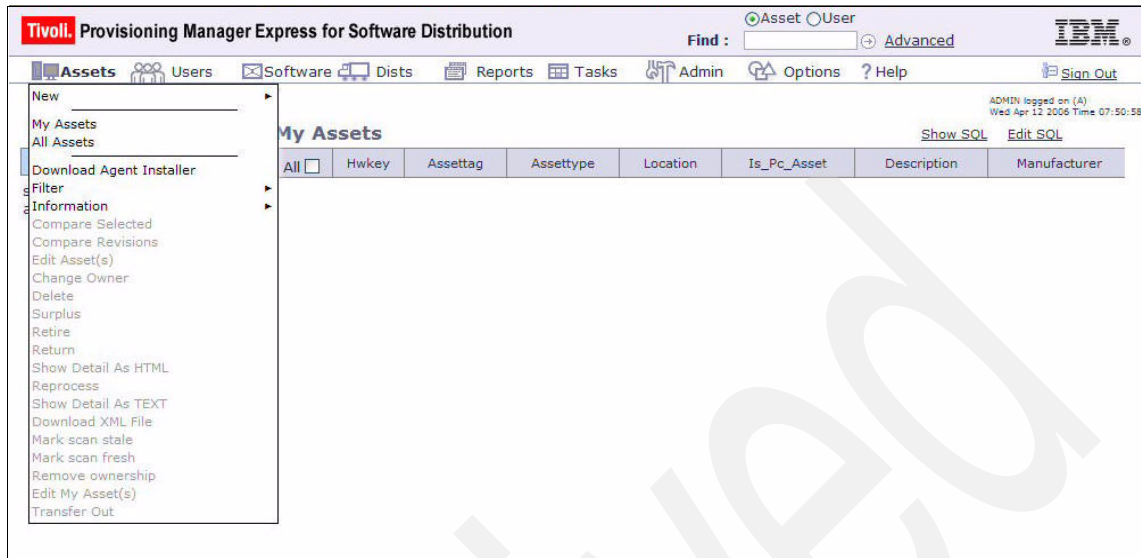 Tivoli. Provisioning Manager Express for Software Distribution
Asset User
Find :
Advanced
IBM®
Assets Users Software Dists Reports Tasks Admin Options ? Help Sign Out
ADMIN logged on (A)
Wed Apr 12 2006 Time 07:50:58
My Assets
Show SQL Edit SQL
All Hwkey Assettag Assettype Location Is_Pc_Asset Description Manufacturer
New
My Assets
All Assets
Download Agent Installer
Filter
Information
Compare Selected
Compare Revisions
Edit Asset(s)
Change Owner
Delete
Surplus
Retire
Return
Show Detail As HTML
Reprocess
Show Detail As TEXT
Download XML File
Mark scan stale
Mark scan fresh
Remove ownership
Edit My Asset(s)
Transfer Out